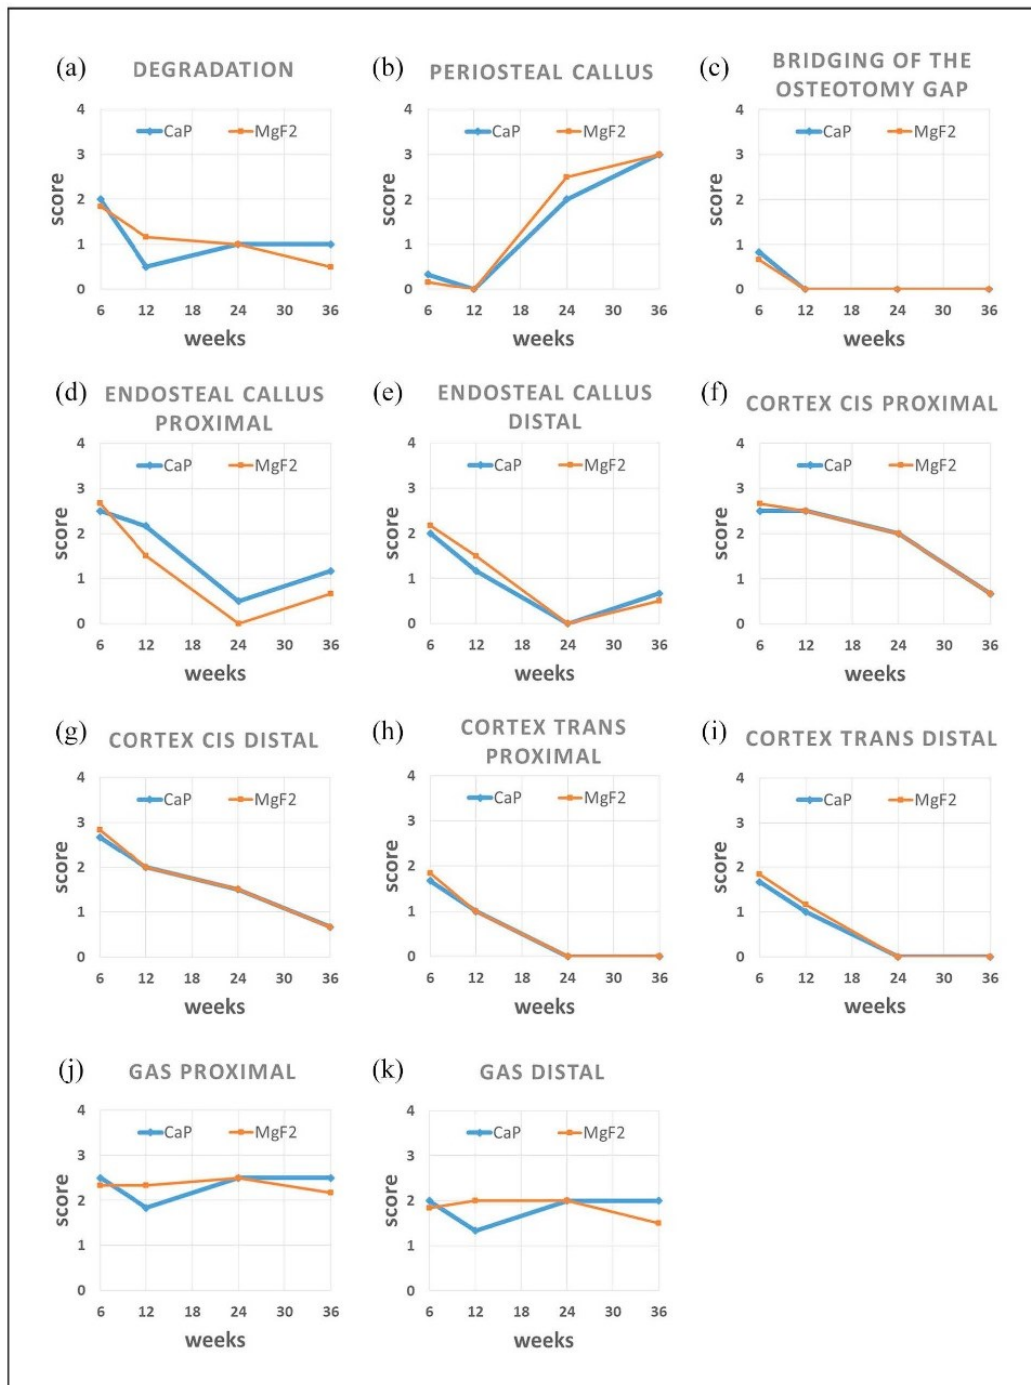 (a) DEGRADATION
4
CaP MgF2
3
score
2
1
0
6 12 18 24 30 36
weeks
(b) PERIOSTEAL CALLUS
4
CaP MgF2
3
score
2
1
0
6 12 18 24 30 36
weeks
(c) BRIDGING OF THE
OSTEOTOMY GAP
4
CaP MgF2
3
score
2
1
0
6 12 18 24 30 36
weeks
(d) ENDOSTEAL CALLUS
PROXIMAL
4
CaP MgF2
3
score
2
1
0
6 12 18 24 30 36
weeks
(e) ENDOSTEAL CALLUS
DISTAL
4
CaP MgF2
3
score
2
1
0
6 12 18 24 30 36
weeks
(f) CORTEX CIS PROXIMAL
4
CaP MgF2
3
score
2
1
0
6 12 18 24 30 36
weeks
(g) CORTEX CIS DISTAL
4
CaP MgF2
3
score
2
1
0
6 12 18 24 30 36
weeks
(h) CORTEX TRANS
PROXIMAL
4
CaP MgF2
3
score
2
1
0
6 12 18 24 30 36
weeks
(i) CORTEX TRANS DISTAL
4
CaP MgF2
3
score
2
1
0
6 12 18 24 30 36
weeks
(j) GAS PROXIMAL
4
CaP MgF2
3
score
2
1
0
6 12 18 24 30 36
weeks
(k) GAS DISTAL
4
CaP MgF2
3
score
2
1
0
6 12 18 24 30 36
weeks